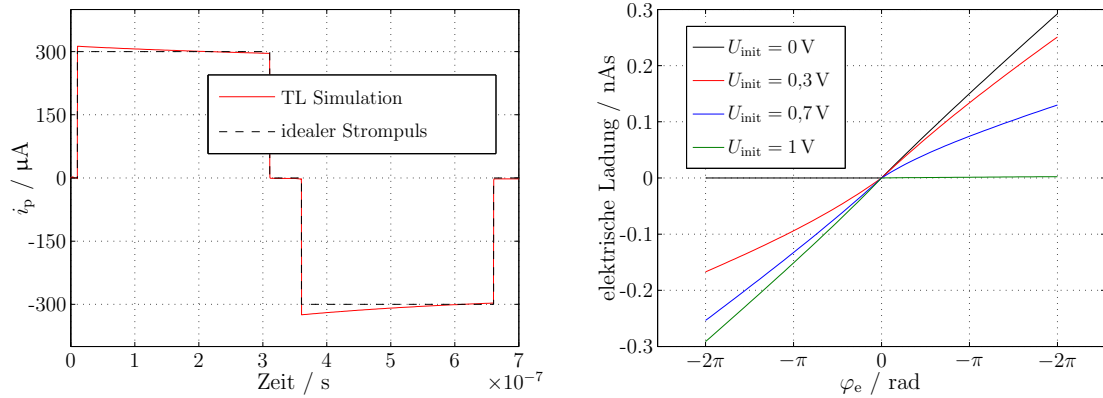 300
150
0
-150
-300
i_p / µA
TL Simulation
idealer Strompuls
0
1
2
3
4
5
6
7
Zeit / s
×10⁻⁷
0.3
0.2
0.1
0
-0.1
-0.2
-0.3
elektrische Ladung / nAs
U_init = 0 V
U_init = 0,3 V
U_init = 0,7 V
U_init = 1 V
−2π
−π
0
−π
−2π
φ_e / rad